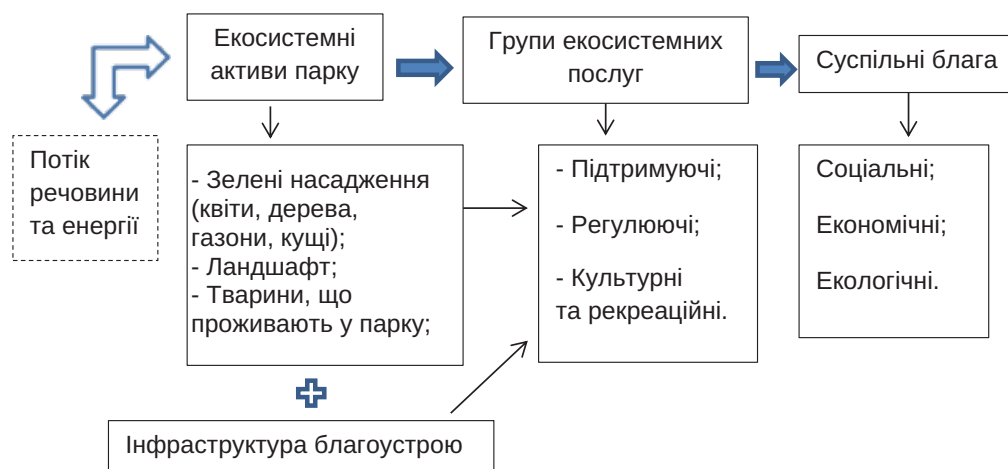 Екосистемні
активи парку
Групи екосистемних
послуг
Суспільні блага
Потік
речовини
та енергії
- Зелені насадження
(квіти, дерева,
газони, кущі);
- Ландшафт;
- Тварини, що
проживають у парку;
- Підтримуючі;
- Регулюючі;
- Культурні
та рекреаційні.
Соціальні;
Економічні;
Екологічні.
Інфраструктура благоустрою